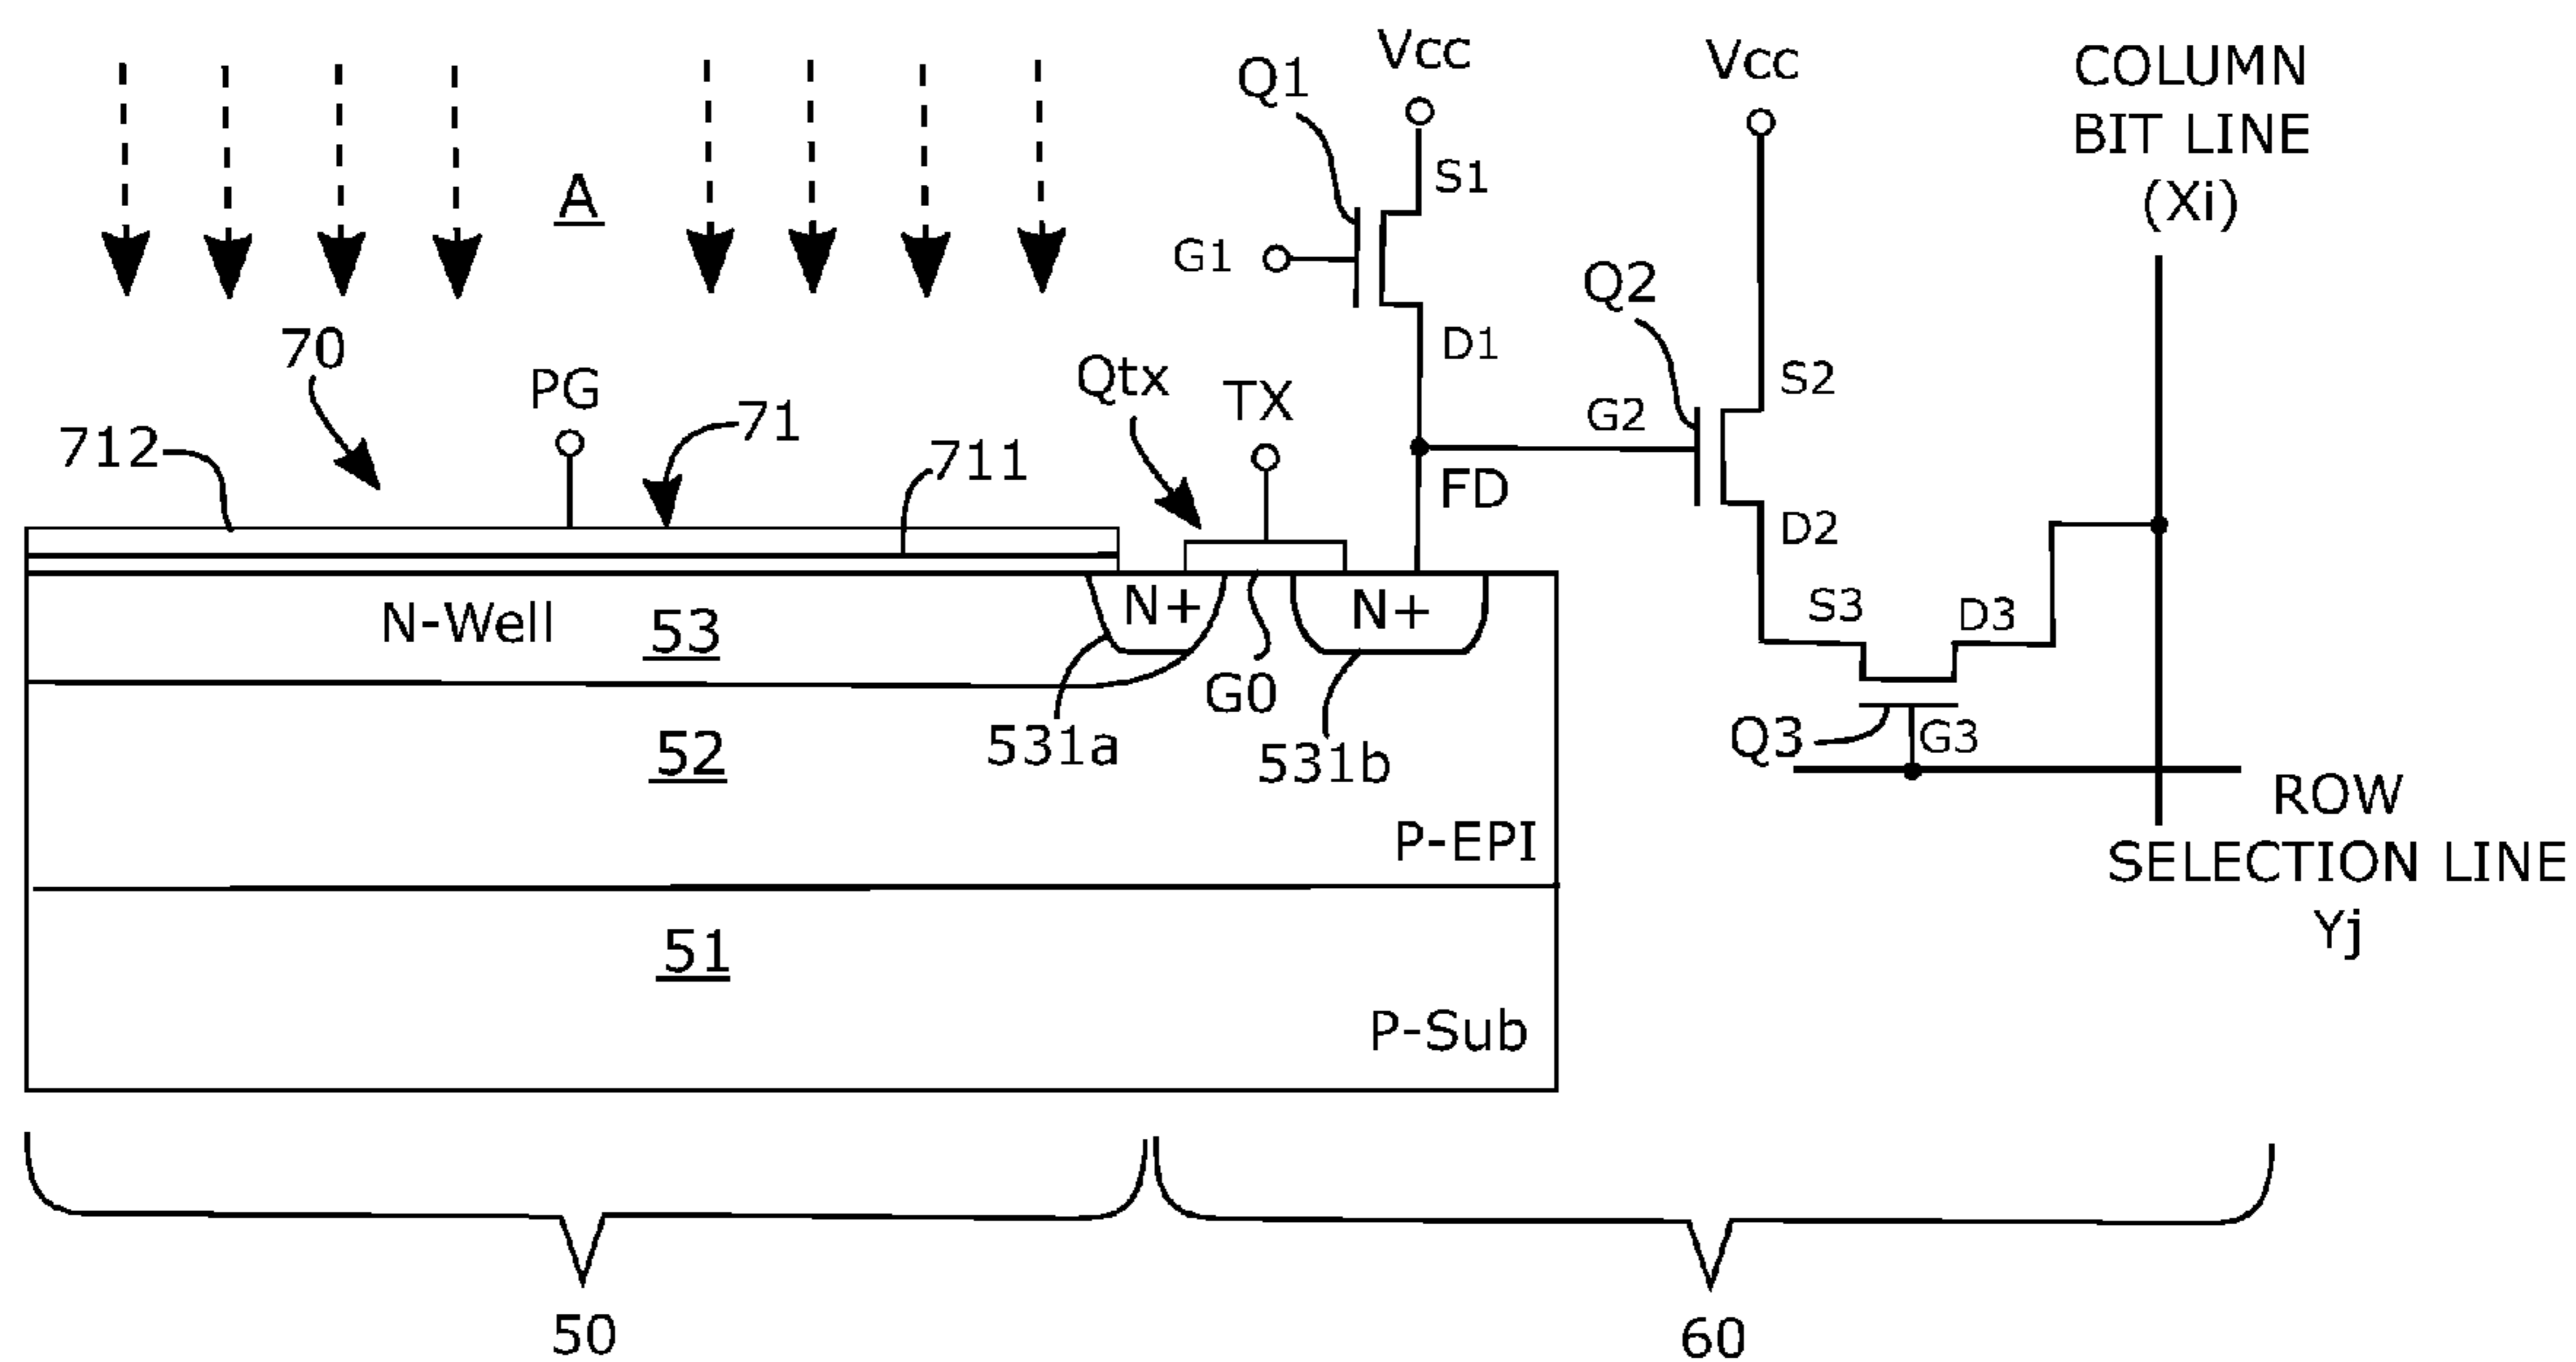 Vcc
Vcc
COLUMN
BIT LINE
(Xi)
Q1
S1
A
G1
Q2
D1
70
PG
Qtx
TX
S2
G2
71
712
711
FD
D2
N-Well
53
N+
N+
S3
D3
G0
531a
531b
52
Q3
G3
ROW
SELECTION LINE
Yj
P-EPI
51
P-Sub
50
60